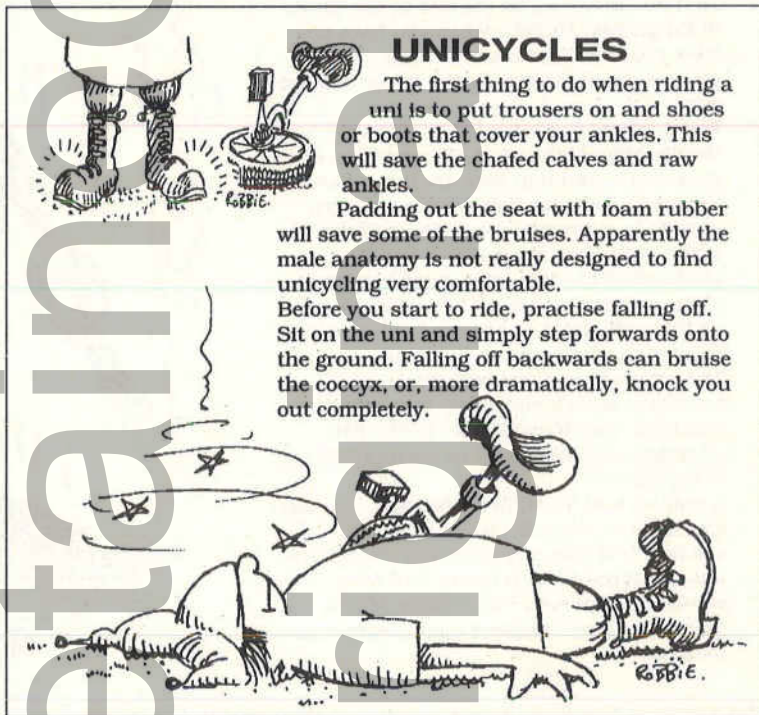 UNICYCLES
The first thing to do when riding a
uni is to put trousers on and shoes
or boots that cover your ankles. This
will save the chafed calves and raw
ankles.
Padding out the seat with foam rubber
will save some of the bruises. Apparently the
male anatomy is not really designed to find
unicycling very comfortable.
Before you start to ride, practise falling off.
Sit on the uni and simply step forwards onto
the ground. Falling off backwards can bruise
the coccyx, or, more dramatically, knock you
out completely.
ROBBIE.
ROBBIE.